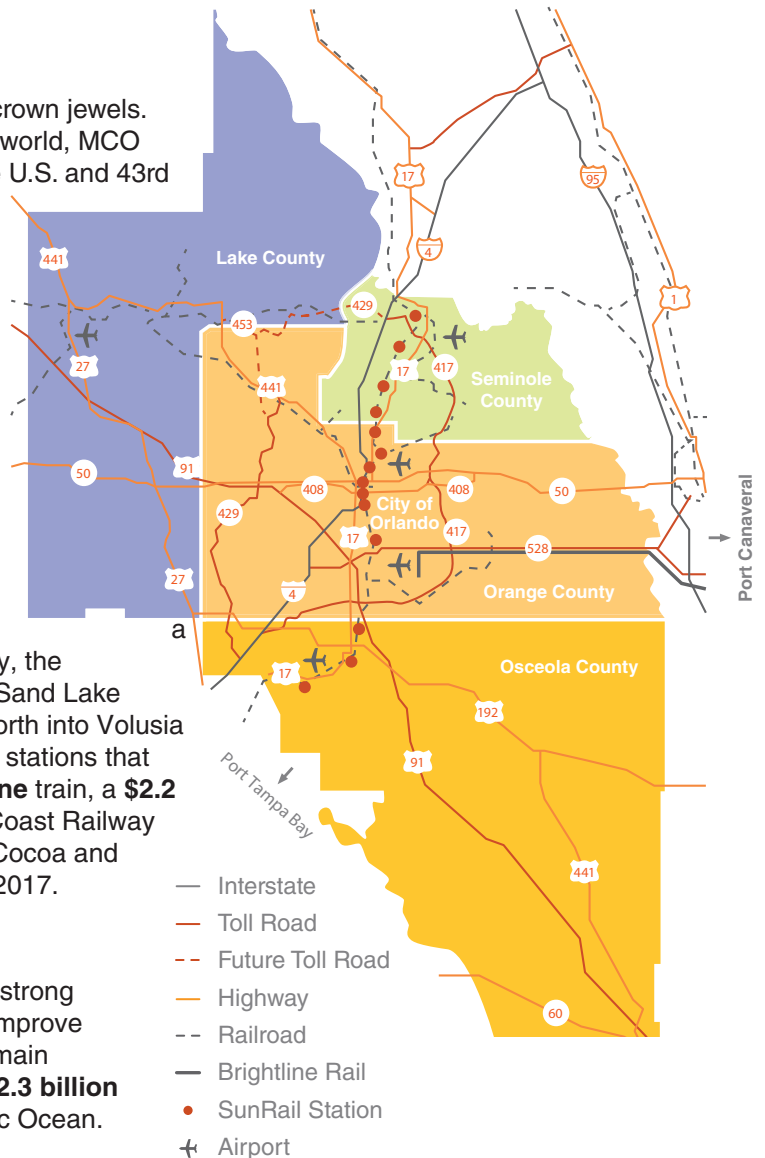 crown jewels.
world, MCO
U.S. and 43rd
a
y, the
Sand Lake
orth into Volusia
stations that
ne train, a $2.2
Coast Railway
Cocoa and
2017.
strong
mprove
main
2.3 billion
c Ocean.
17
95
4
441
Lake County
1
429
453
27
17
417
441
Seminole
County
91
50
408
408
50
429
City of
Orlando
417
17
528
Port Canaveral
27
4
Orange County
Osceola County
17
192
Port Tampa Bay
91
441
60
Interstate
Toll Road
Future Toll Road
Highway
Railroad
Brightline Rail
SunRail Station
Airport